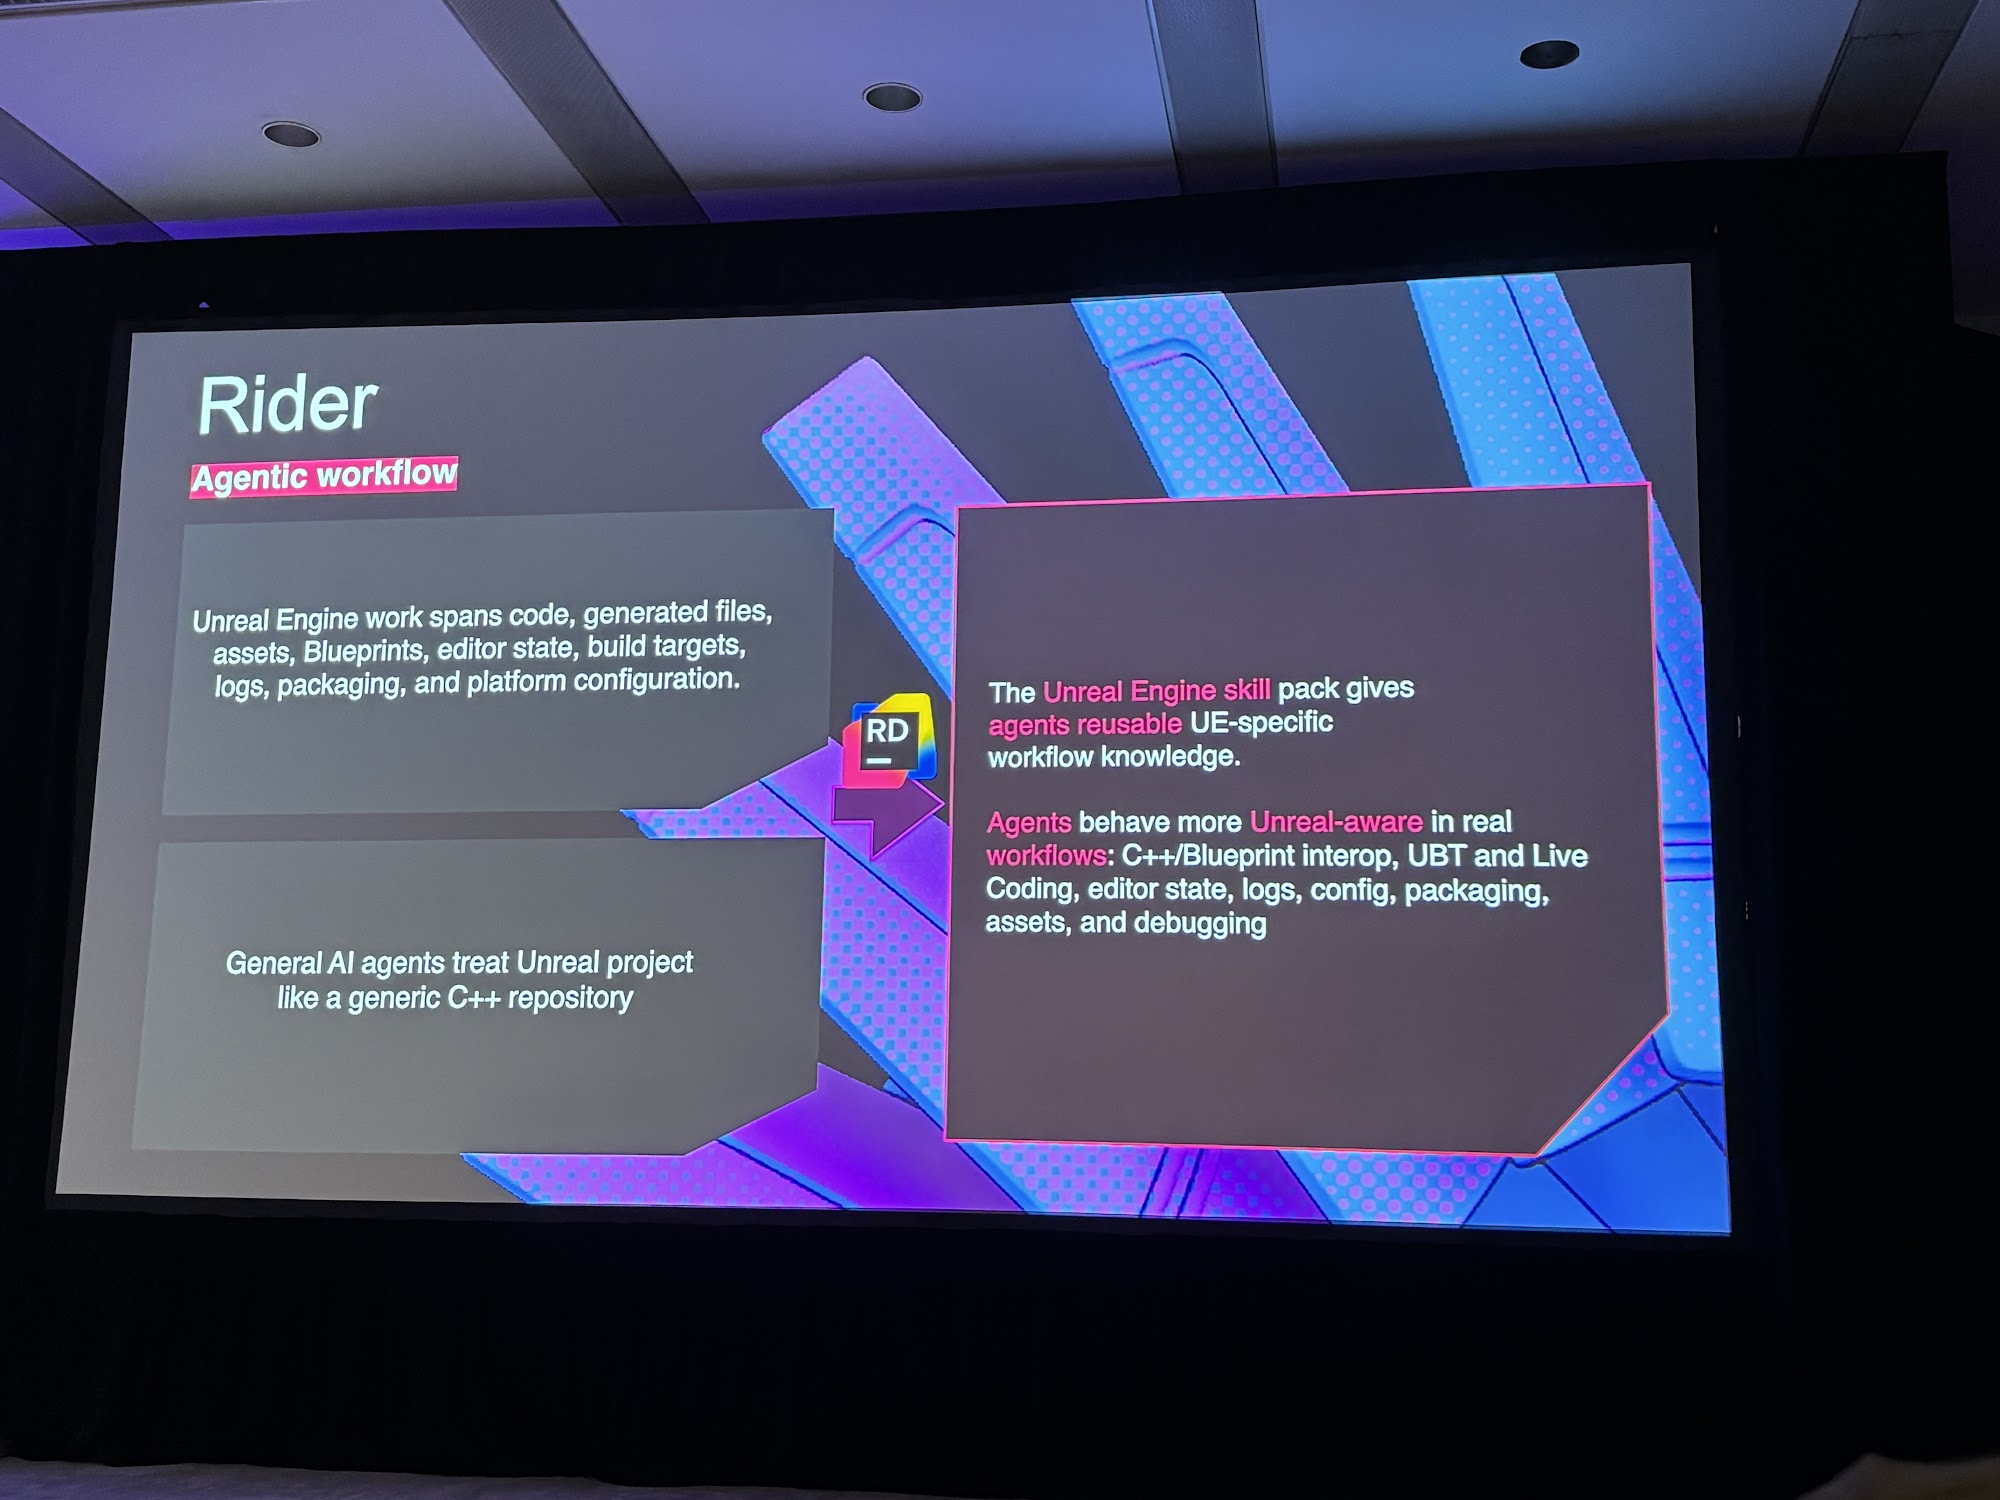 Rider
Agentic workflow
Unreal Engine work spans code, generated files,
assets, Blueprints, editor state, build targets,
logs, packaging, and platform configuration.
General AI agents treat Unreal project
like a generic C++ repository
RD
The Unreal Engine skill pack gives
agents reusable UE-specific
workflow knowledge.
Agents behave more Unreal-aware in real
workflows: C++/Blueprint interop, UBT and Live
Coding, editor state, logs, config, packaging,
assets, and debugging